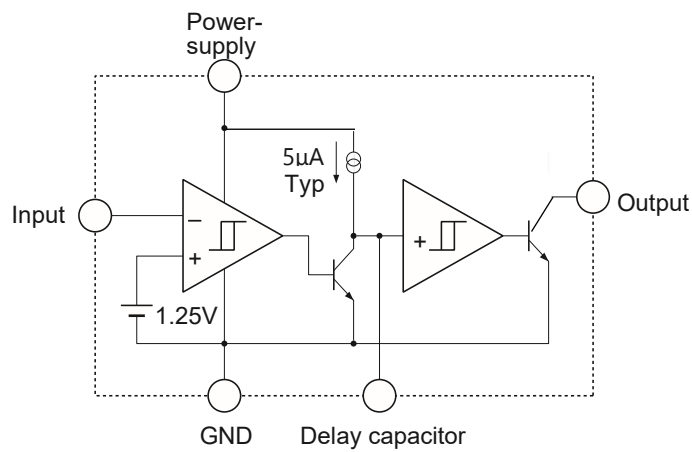 Power-
supply
5µA
Typ
Input
−
+
+
Output
1.25V
GND
Delay capacitor